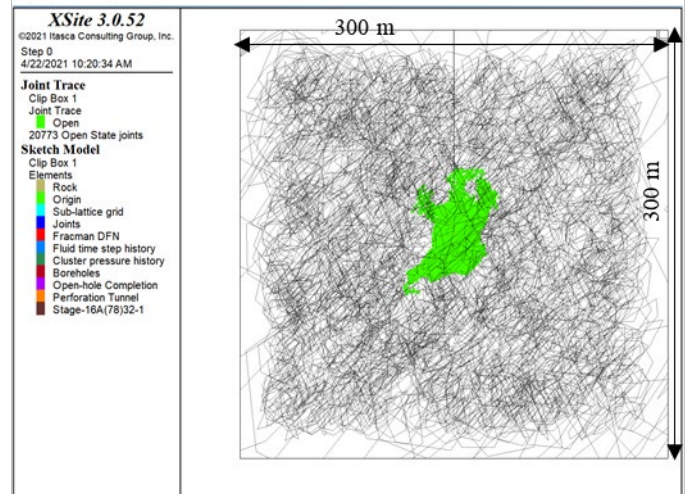 XSite 3.0.52
©2021 Itasca Consulting Group, Inc.
Step 0
4/22/2021 10:20:34 AM
Joint Trace
Clip Box 1
Joint Trace
Open
20773 Open State joints
Sketch Model
Clip Box 1
Elements
Rock
Origin
Sub-lattice grid
Joints
Fracman DFN
Fluid time step history
Cluster pressure history
Boreholes
Open-hole Completion
Perforation Tunnel
Stage-16A(78)32-1
300 m
300 m